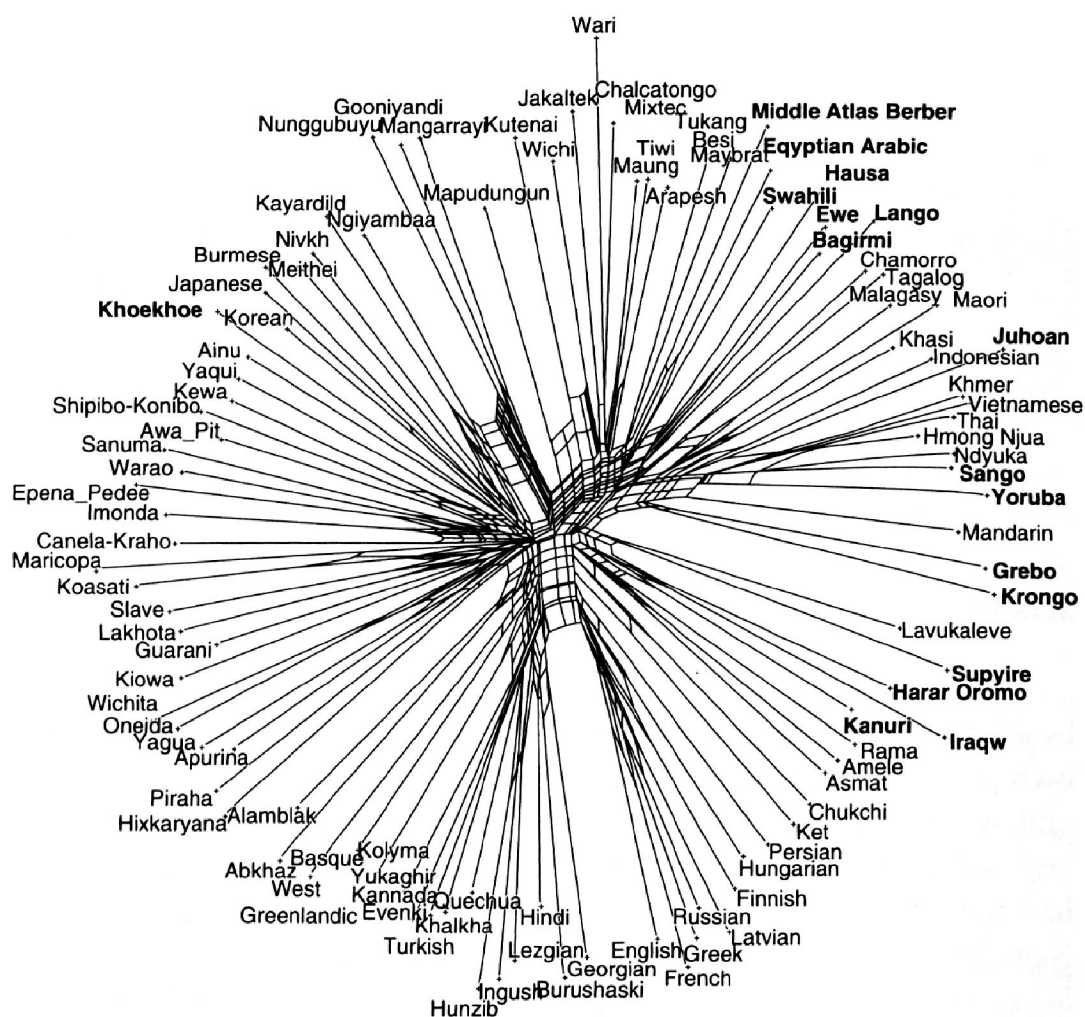 Wari
Chalcatongo
Mixtec
Jakaltek
Gooniyandi
Nunggubuyu
Mangarrayi
Kutenai
Wichi
Tukang
Besi
Maybrat
Middle Atlas Berber
Tiwi
Maung
Arapesh
Eqyptian Arabic
Hausa
Swahili
Mapudungun
Kayardild
Ngiyambaa
Ewe
Lango
Bagirmi
Nivkh
Burmese
Meithei
Chamorro
Tagalog
Japanese
Malagasy
Maori
Khoekhoe
Korean
Khasi
Juhoan
Indonesian
Ainu
Yaqui
Kewa
Khmer
Vietnamese
Shipibo-Konibo
Thai
Awa_Pit
Hmong Njua
Sanuma
Ndyuka
Warao
Sango
Epena_Pedee
Yoruba
Imonda
Mandarin
Canela-Kraho
Maricopa
Grebo
Koasati
Krongo
Slave
Lakhota
Lavukaleve
Guarani
Kiowa
Supyire
Harar Oromo
Wichita
Oneida
Kanuri
Yagua
Iraqw
Apurina
Rama
Amele
Asmat
Piraha
Hixkaryana
Alamblak
Chukchi
Ket
Persian
Hungarian
Abkhaz
Basque
Kolyma
Yukaghir
West
Greenlandic
Kannada
Quechua
Finnish
Evenki
Khalkha
Hindi
Russian
Turkish
Latvian
Lezgian
English
Greek
Georgian
French
Ingush
Burushaski
Hunzib